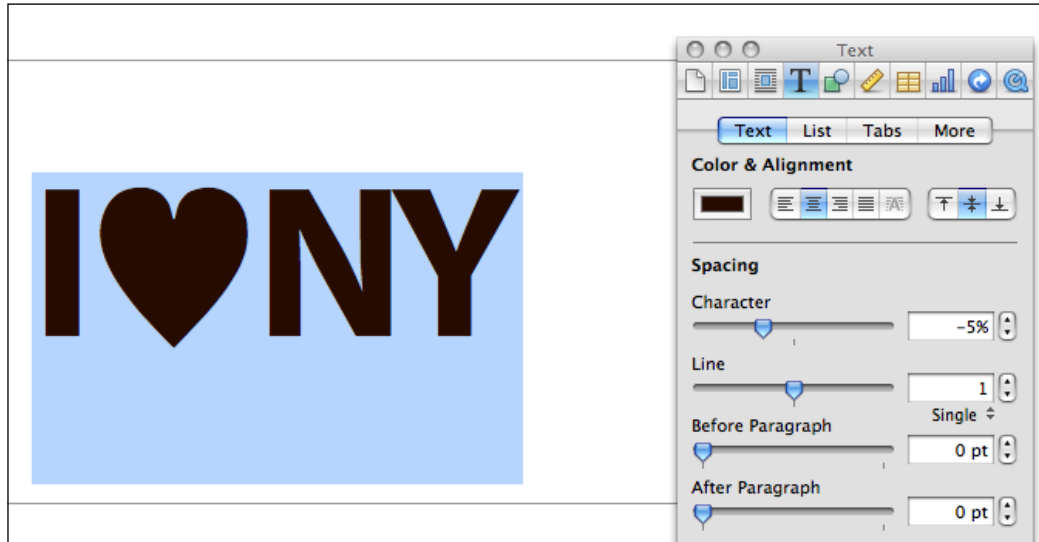 I♥NY
Text
T
Text List Tabs More
Color & Alignment
A
Spacing
Character
-5%
Line
1
Single
Before Paragraph
0 pt
After Paragraph
0 pt